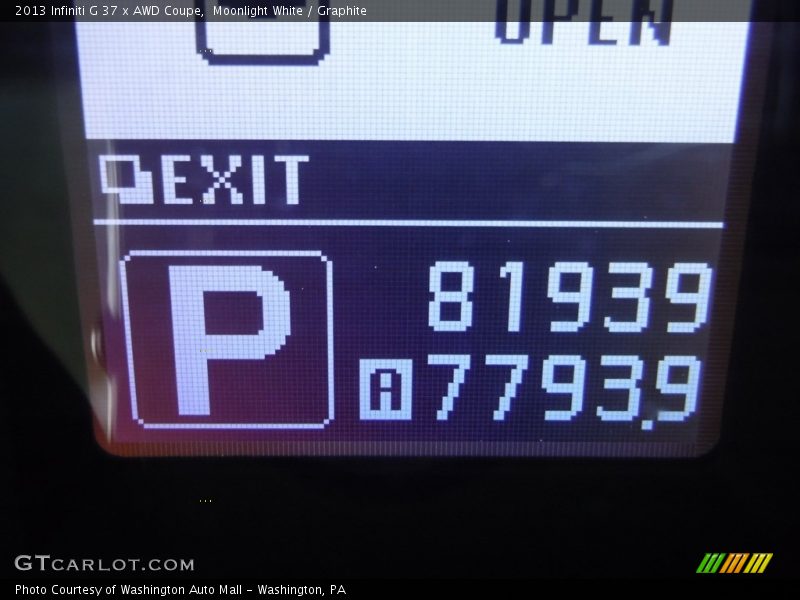 2013 Infiniti G 37 x AWD Coupe,  Moonlight White / Graphite
OPEN
EXIT
P
81939
A 77933.9
GTCARLOT.COM
Photo Courtesy of Washington Auto Mall - Washington, PA